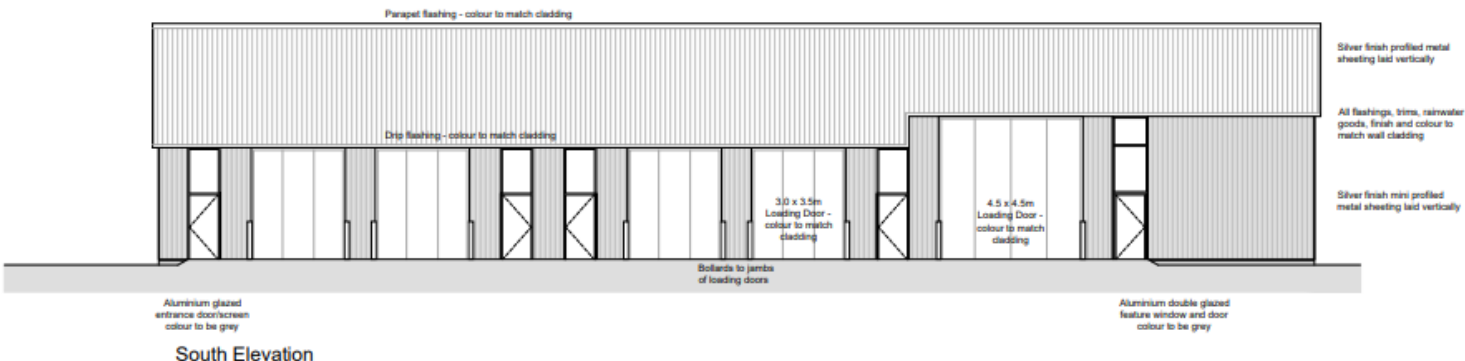 Parapet flashing - colour to match cladding
Silver finish profiled metal
sheeting laid vertically
All flashings, trims, rainwater
goods, finish and colour to
match wall cladding
Drip flashing - colour to match cladding
Silver finish mini profiled
metal sheeting laid vertically
3.0 x 3.5m
Loading Door -
colour to match
cladding
4.5 x 4.5m
Loading Door -
colour to match
cladding
Bollards to jambs
of loading doors
Aluminium glazed
entrance door/screen
colour to be grey
Aluminium double glazed
feature window and door
colour to be grey
South Elevation